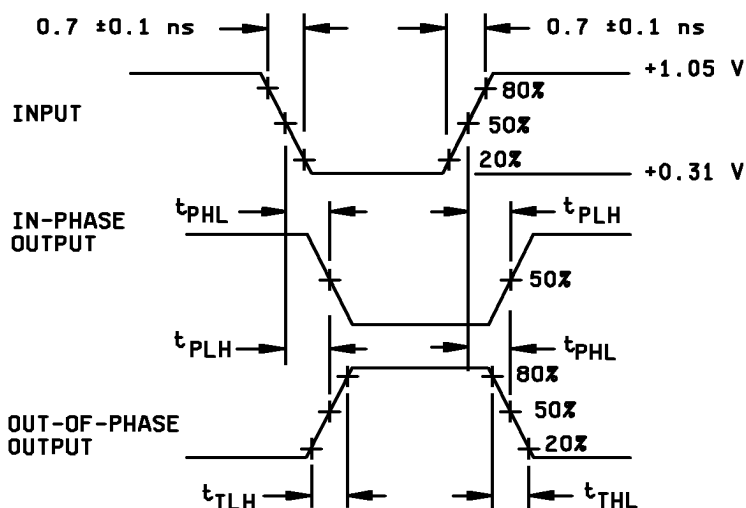 0.7 ±0.1 ns
0.7 ±0.1 ns
+1.05 V
80%
INPUT
50%
20%
+0.31 V
tPHL
tPLH
IN-PHASE
OUTPUT
50%
tPLH
tPHL
80%
OUT-OF-PHASE
OUTPUT
50%
20%
tTLH
tTHL